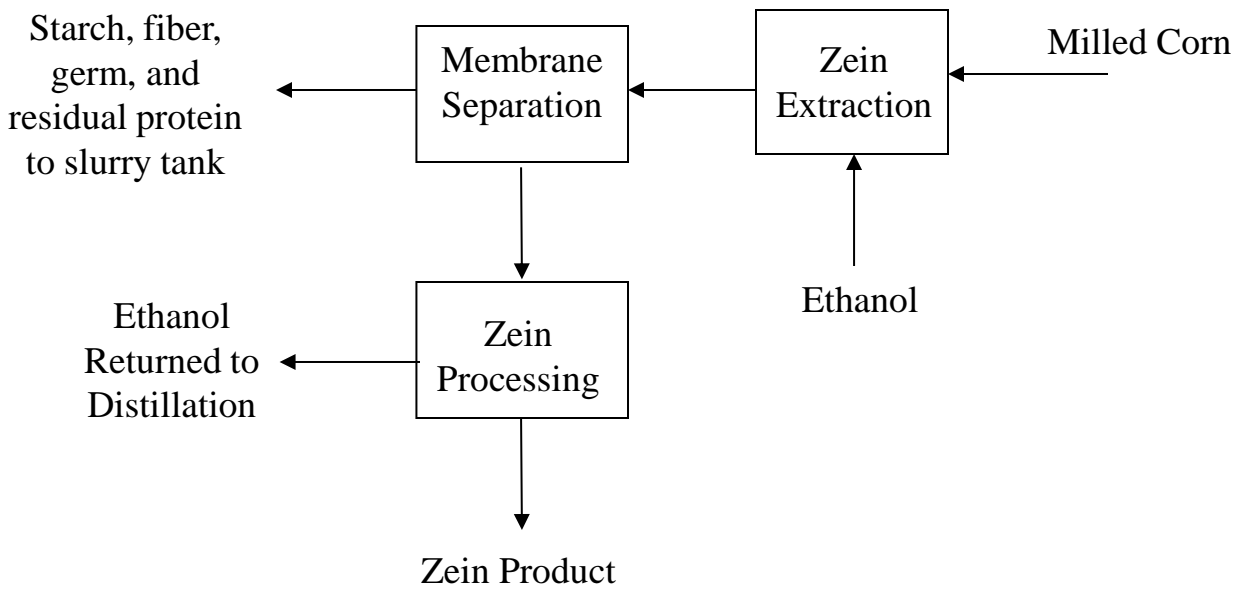 Starch, fiber,
germ, and
residual protein
to slurry tank
Membrane
Separation
Zein
Extraction
Milled Corn
Ethanol
Ethanol
Returned to
Distillation
Zein
Processing
Zein Product